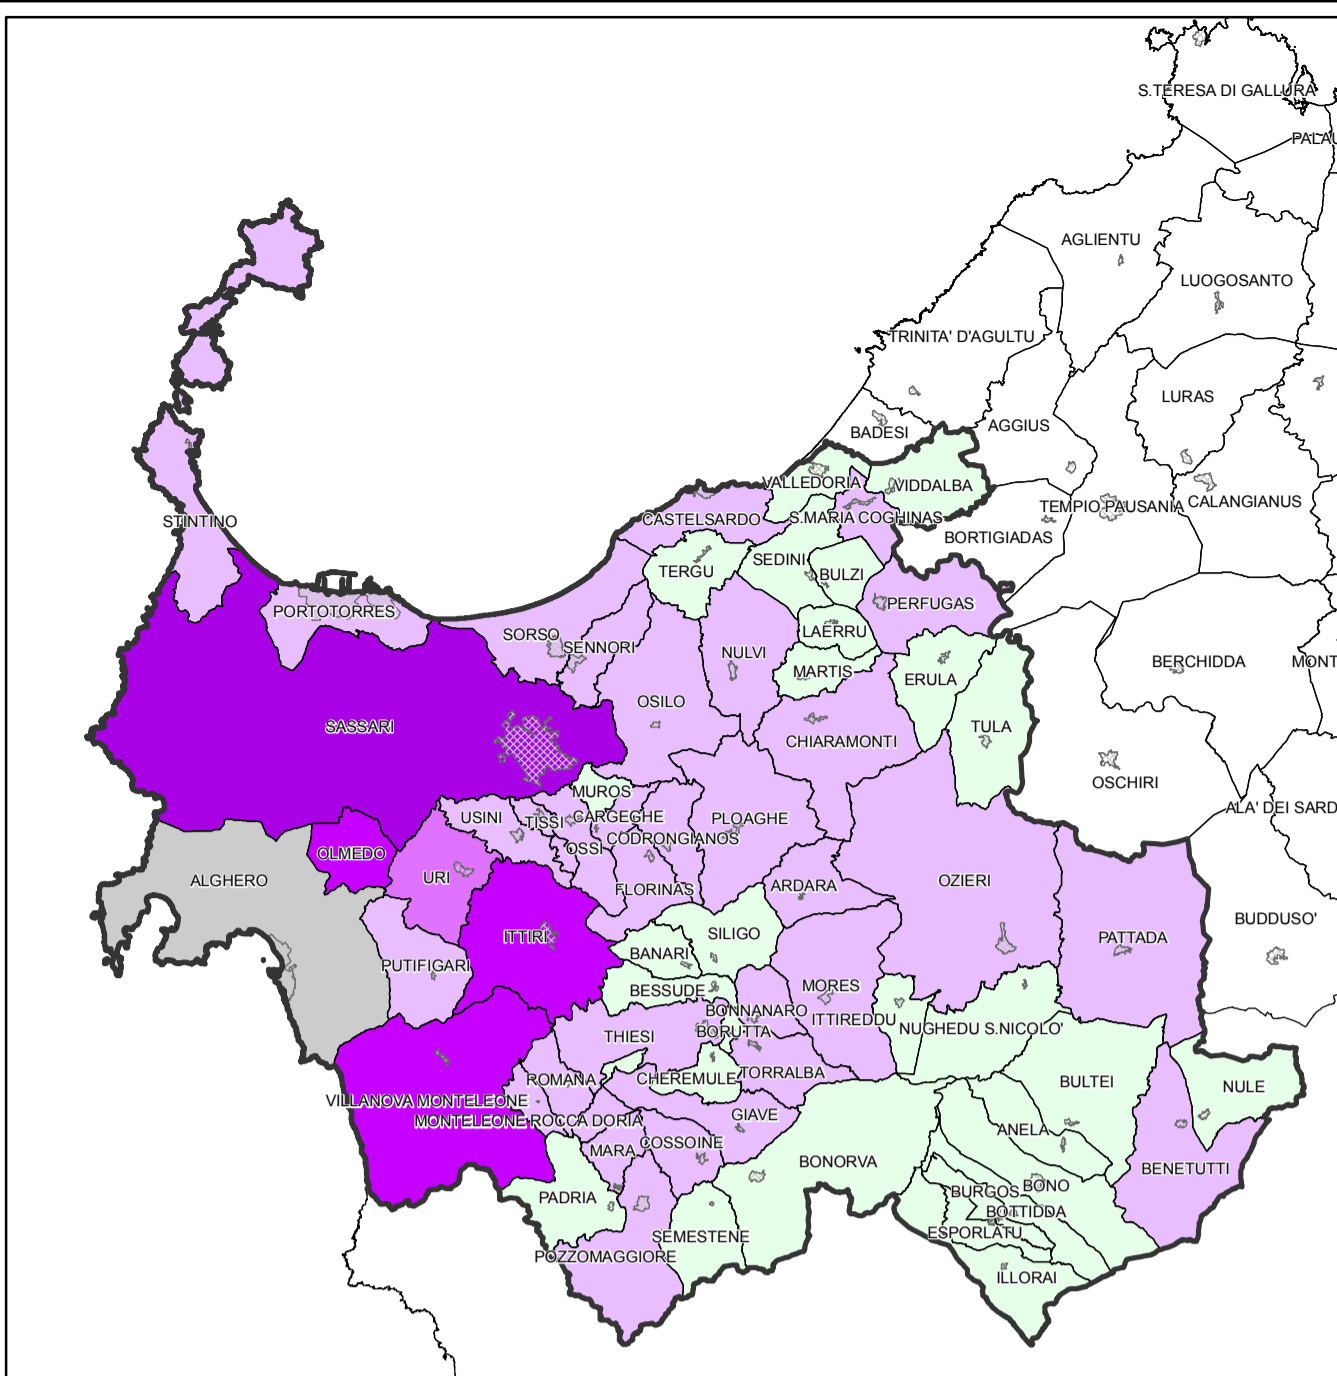 S.TERESA DI GALLURA
PALAU
AGLIENTU
LUOGOSANTO
TRINITA' D'AGULTU
LURAS
AGGIUS
BADESI
VALLEDORIA
VIDDALBA
CALANGIANUS
TEMPIO PAUSANIA
S.MARIA COGHINAS
CASTELSARDO
STINTINO
BORTIGIADAS
SEDINI
TERGU
BULZI
PERFUGAS
PORTOTORRES
LAERRU
SORSO
SENNORI
NULVI
BERCHIDDA
MONT
MARTIS
ERULA
OSILO
SASSARI
TULA
CHIARAMONTI
OSCHIRI
MUROS
ALA' DEI SARD
USINI
TISSI
CARGEGHE
PLOAGHE
CODRONGIANOS
OSSI
OLMEDO
URI
ALGHERO
OZIERI
FLORINAS
ARDARA
BUDDUSO'
SILIGO
ITTIRI
PATTADA
BANARI
PUTIFIGARI
BESSUDE
MORES
BONNANARO
ITTIREDDU
NUGHEDU S.NICOLO'
BORUTTA
THIESI
TORRALBA
CHEREMULE
ROMANA
BULTEI
NULE
VILLANOVA MONTELEONE
MONTELEONE ROCCA DORIA
GIAVE
ANELA
COSSOINE
MARA
BONORVA
BENETUTTI
BONO
BURGOS
PADRIA
BOTTIDDA
ESPORLATU
SEMESTENE
POZZOMAGGIORE
ILLORAI